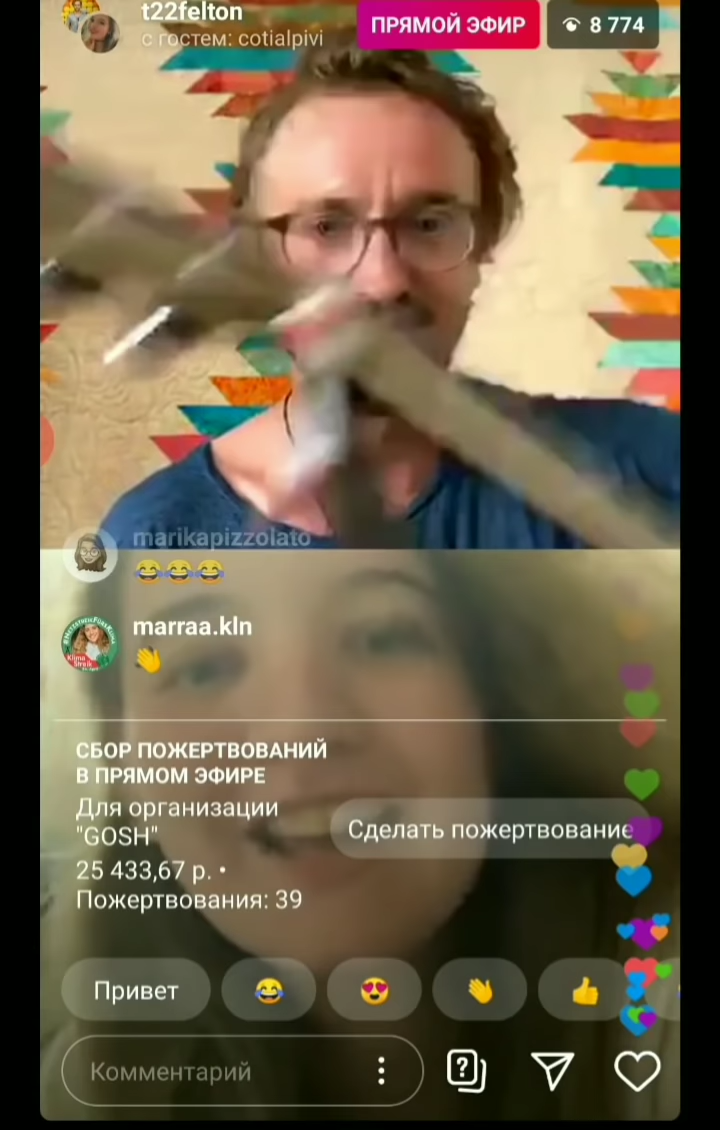 t22felton
ПРЯМОЙ ЭФИР
8 774
с гостем: cotialpivi
marikapizzolato
marraa.kln
СБОР ПОЖЕРТВОВАНИЙ
В ПРЯМОМ ЭФИРЕ
Для организации
"GOSH"
Сделать пожертвование
25 433,67 р. •
Пожертвования: 39
Привет
Комментарий